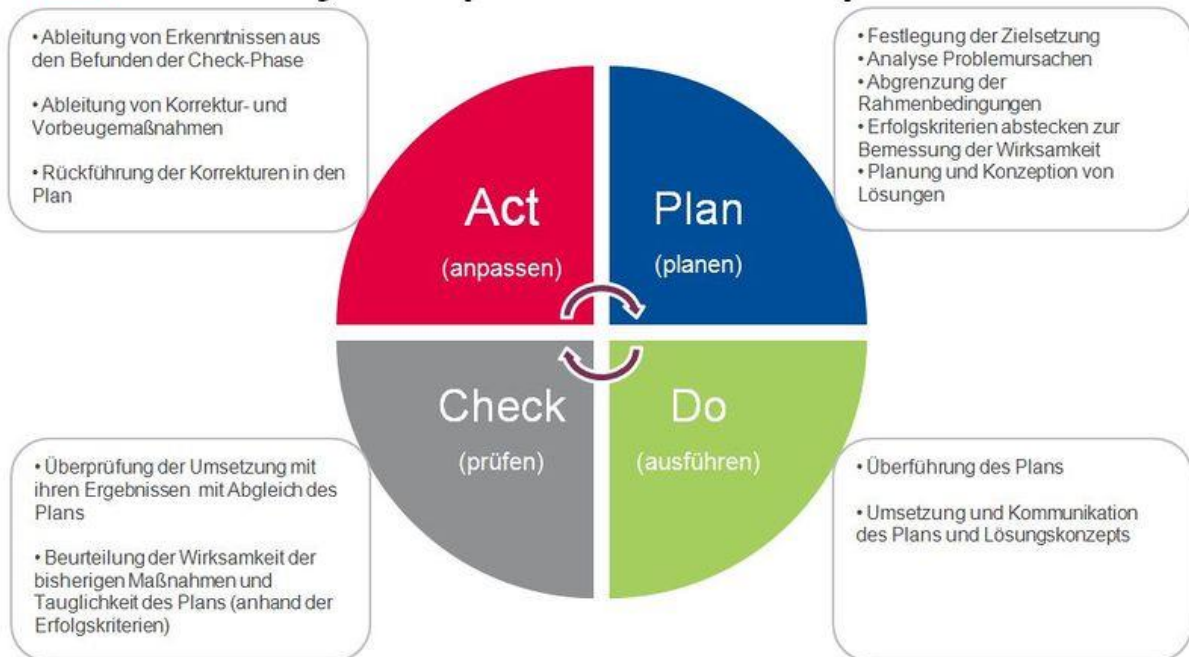 • Ableitung von Erkenntnissen aus
den Befunden der Check-Phase
• Ableitung von Korrektur- und
Vorbeugemaßnahmen
• Rückführung der Korrekturen in den
Plan
• Festlegung der Zielsetzung
• Analyse Problemursachen
• Abgrenzung der
Rahmenbedingungen
• Erfolgskriterien abstecken zur
Bemessung der Wirksamkeit
• Planung und Konzeption von
Lösungen
Act
(anpassen)
Plan
(planen)
Check
(prüfen)
Do
(ausführen)
• Überprüfung der Umsetzung mit
ihren Ergebnissen mit Abgleich des
Plans
• Beurteilung der Wirksamkeit der
bisherigen Maßnahmen und
Tauglichkeit des Plans (anhand der
Erfolgskriterien)
• Überführung des Plans
• Umsetzung und Kommunikation
des Plans und Lösungskonzepts